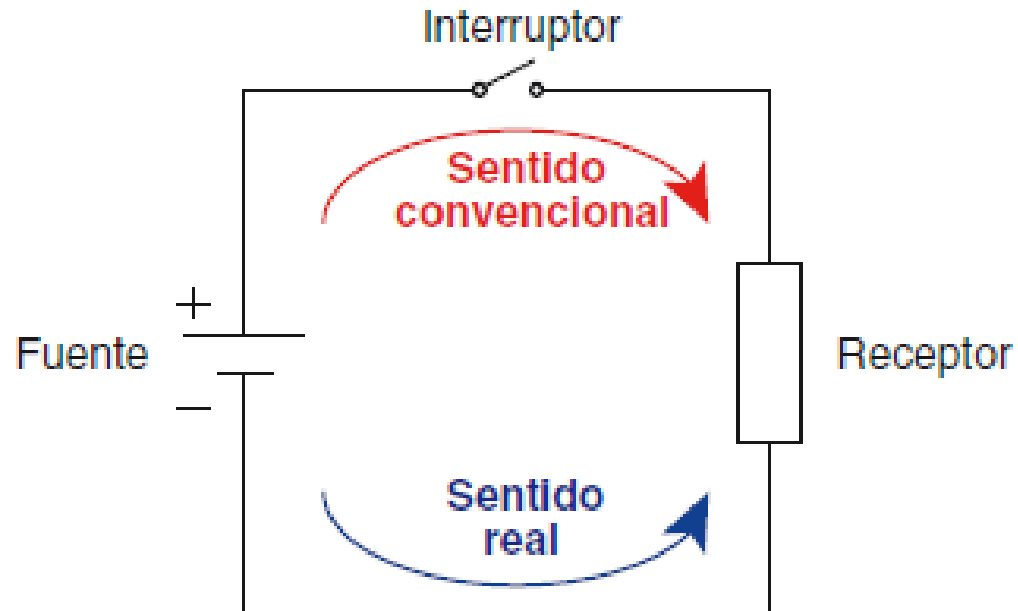 Interruptor
Sentido
convencional
+
Fuente
−
Receptor
Sentido
real